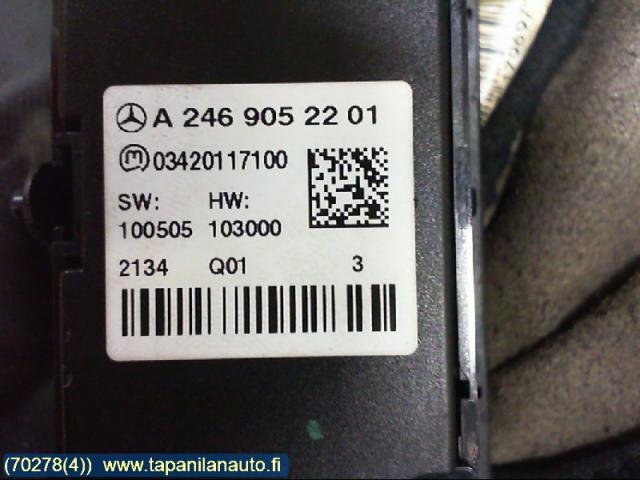 A 246 905 22 01
03420117100
SW: HW:
100505 103000
2134 Q01 3
(70278(4)) www.tapanilanauto.fi